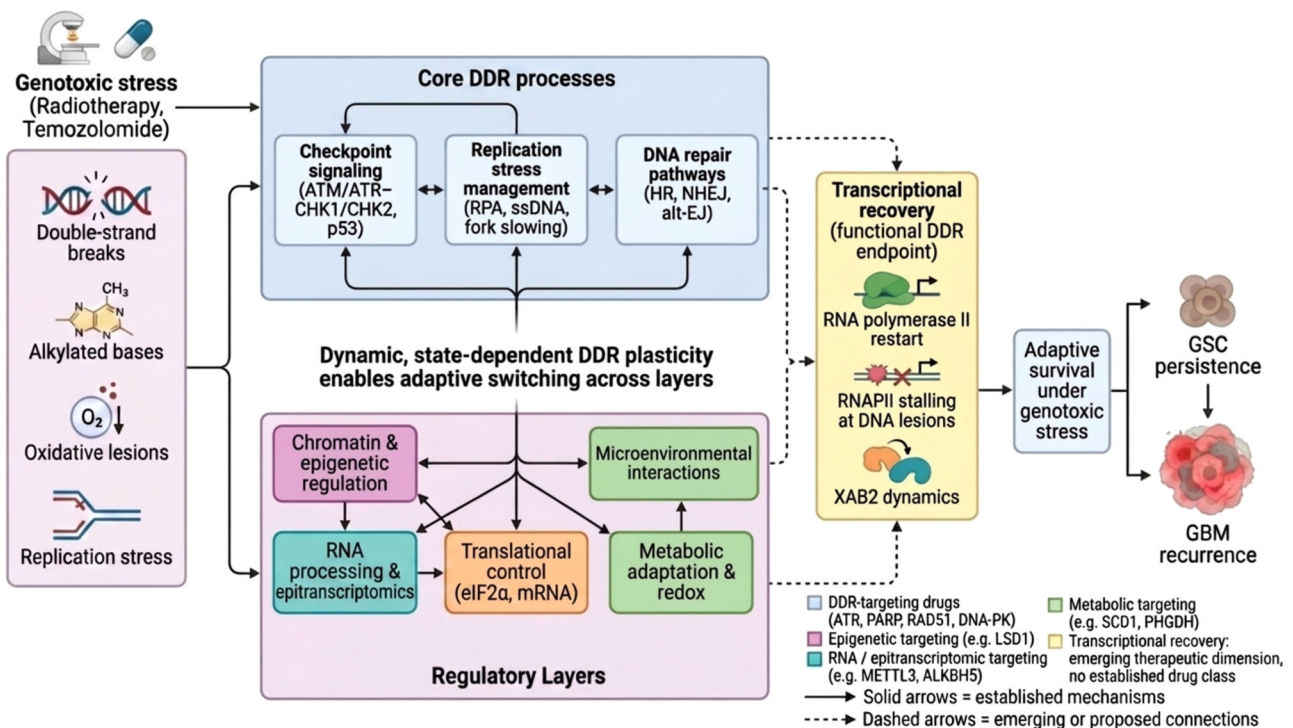 Genotoxic stress
(Radiotherapy,
Temozolomide)
Double-strand
breaks
CH₃
N
N
N
N
Alkylated bases
O₂
Oxidative lesions
Replication stress
Core DDR processes
Checkpoint
signaling
(ATM/ATR–
CHK1/CHK2,
p53)
Replication
stress
management
(RPA, ssDNA,
fork slowing)
DNA repair
pathways
(HR, NHEJ,
alt-EJ)
Dynamic, state-dependent DDR plasticity
enables adaptive switching across layers
Chromatin &
epigenetic
regulation
Microenvironmental
interactions
RNA
processing &
epitranscriptomics
Translational
control
(eIF2α, mRNA)
Metabolic
adaptation &
redox
Regulatory Layers
Transcriptional
recovery
(functional DDR
endpoint)
RNA polymerase II
restart
RNAPII stalling
at DNA lesions
XAB2 dynamics
Adaptive
survival
under
genotoxic
stress
GSC
persistence
GBM
recurrence
DDR-targeting drugs
(ATR, PARP, RAD51, DNA-PK)
Epigenetic targeting (e.g. LSD1)
RNA / epitranscriptomic targeting
(e.g. METTL3, ALKBH5)
Metabolic targeting
(e.g. SCD1, PHGDH)
Transcriptional recovery:
emerging therapeutic dimension,
no established drug class
Solid arrows = established mechanisms
Dashed arrows = emerging or proposed connections